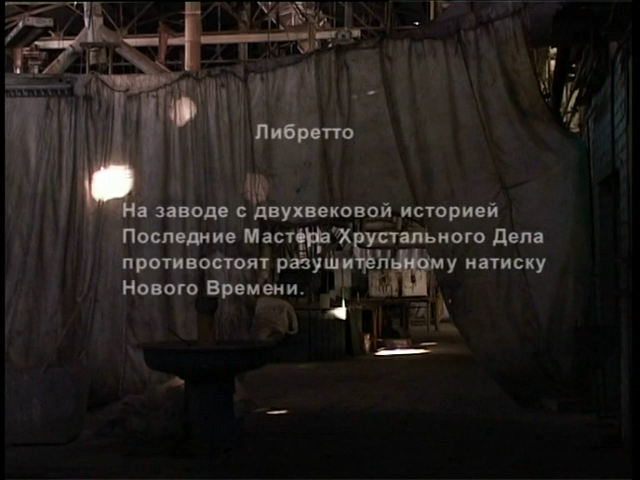 Либретто
На заводе с двухвековой историей
Последние Мастера Хрустального Дела
противостоят разушительному натиску
Нового Времени.